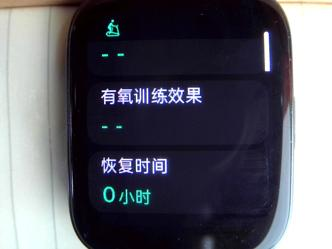 --
有氧训练效果
--
恢复时间
0小时